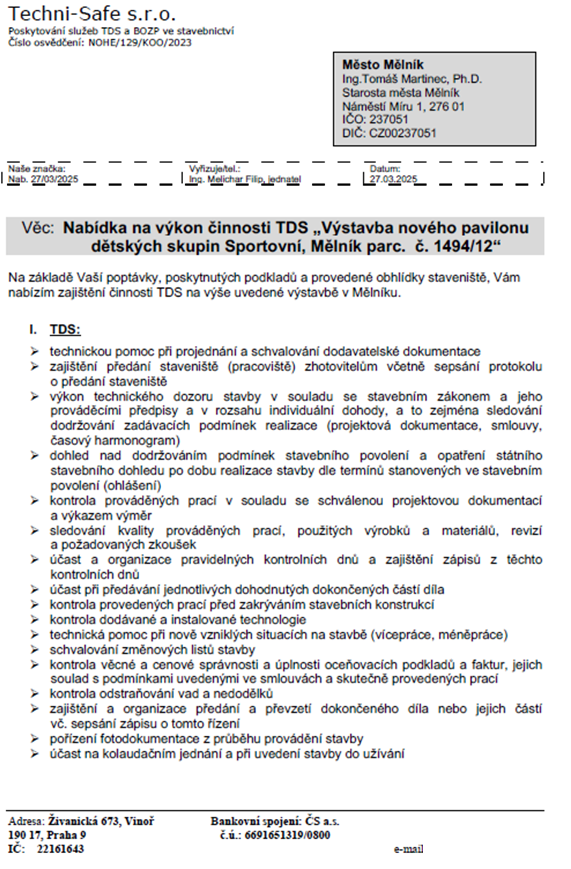 Techni-Safe s.r.o.
Poskytování služeb TDS a BOZP ve stavebnictví
Číslo osvědčení: NOHE/129/KOO/2023
Město Mělník
Ing.Tomáš Martinec, Ph.D.
Starosta města Mělník
Náměstí Míru 1, 276 01
IČO: 237051
DIČ: CZ00237051
Naše značka: Vyřizuje/tel.: Datum:
Nab. 27/03/2025 Ing. Melichar Filip, jednatel 27.03.2025
Věc: Nabídka na výkon činnosti TDS „Výstavba nového pavilonu
dětských skupin Sportovní, Mělník parc. č. 1494/12“
Na základě Vaší poptávky, poskytnutých podkladů a provedené obhlídky staveniště, Vám
nabízím zajištění činnosti TDS na výše uvedené výstavbě v Mělníku.
I. TDS:
➢ technickou pomoc při projednání a schvalování dodavatelské dokumentace
➢ zajištění předání staveniště (pracoviště) zhotovitelům včetně sepsání protokolu
o předání staveniště
➢ výkon technického dozoru stavby v souladu se stavebním zákonem a jeho
prováděcími předpisy a v rozsahu individuální dohody, a to zejména sledování
dodržování zadávacích podmínek realizace (projektová dokumentace, smlouvy,
časový harmonogram)
➢ dohled nad dodržováním podmínek stavebního povolení a opatření státního
stavebního dohledu po dobu realizace stavby dle termínů stanovených ve stavebním
povolení (ohlášení)
➢ kontrola prováděných prací v souladu se schválenou projektovou dokumentací
a výkazem výměr
➢ sledování kvality prováděných prací, použitých výrobků a materiálů, revizí
a požadovaných zkoušek
➢ účast a organizace pravidelných kontrolních dnů a zajištění zápisů z těchto
kontrolních dnů
➢ účast při předávání jednotlivých dohodnutých dokončených částí díla
➢ kontrola provedených prací před zakrýváním stavebních konstrukcí
➢ kontrola dodávané a instalované technologie
➢ technická pomoc při nově vzniklých situacích na stavbě (vícepráce, méněpráce)
➢ schvalování změnových listů stavby
➢ kontrola věcné a cenové správnosti a úplnosti oceňovacích podkladů a faktur, jejich
soulad s podmínkami uvedenými ve smlouvách a skutečně provedených prací
➢ kontrola odstraňování vad a nedodělků
➢ zajištění a organizace předání a převzetí dokončeného díla nebo jejich částí
vč. sepsání zápisu o tomto řízení
➢ pořízení fotodokumentace z průběhu provádění stavby
➢ účast na kolaudačním jednání a při uvedení stavby do užívání
Adresa: Živanická 673, Vinoř Bankovní spojení: ČS a.s.
190 17, Praha 9 č.ú.: 6691651319/0800
IČ: 22161643 e-mail